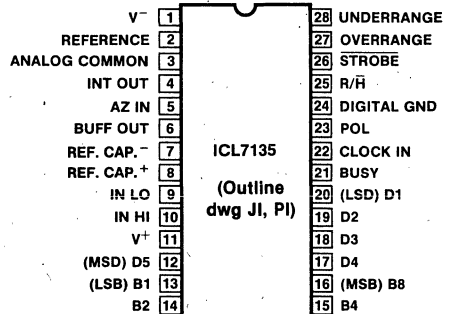 V⁻ 1 28 UNDERRANGE
REFERENCE 2 27 OVERRANGE
ANALOG COMMON 3 26 STROBE
INT OUT 4 25 R/H̅
AZ IN 5 24 DIGITAL GND
BUFF OUT 6 23 POL
REF. CAP.⁻ 7 ICL7135 22 CLOCK IN
REF. CAP.⁺ 8 21 BUSY
IN LO 9 (Outline 20 (LSD) D1
IN HI 10 dwg JI, PI) 19 D2
V⁺ 11 18 D3
(MSD) D5 12 17 D4
(LSB) B1 13 16 (MSB) B8
B2 14 15 B4